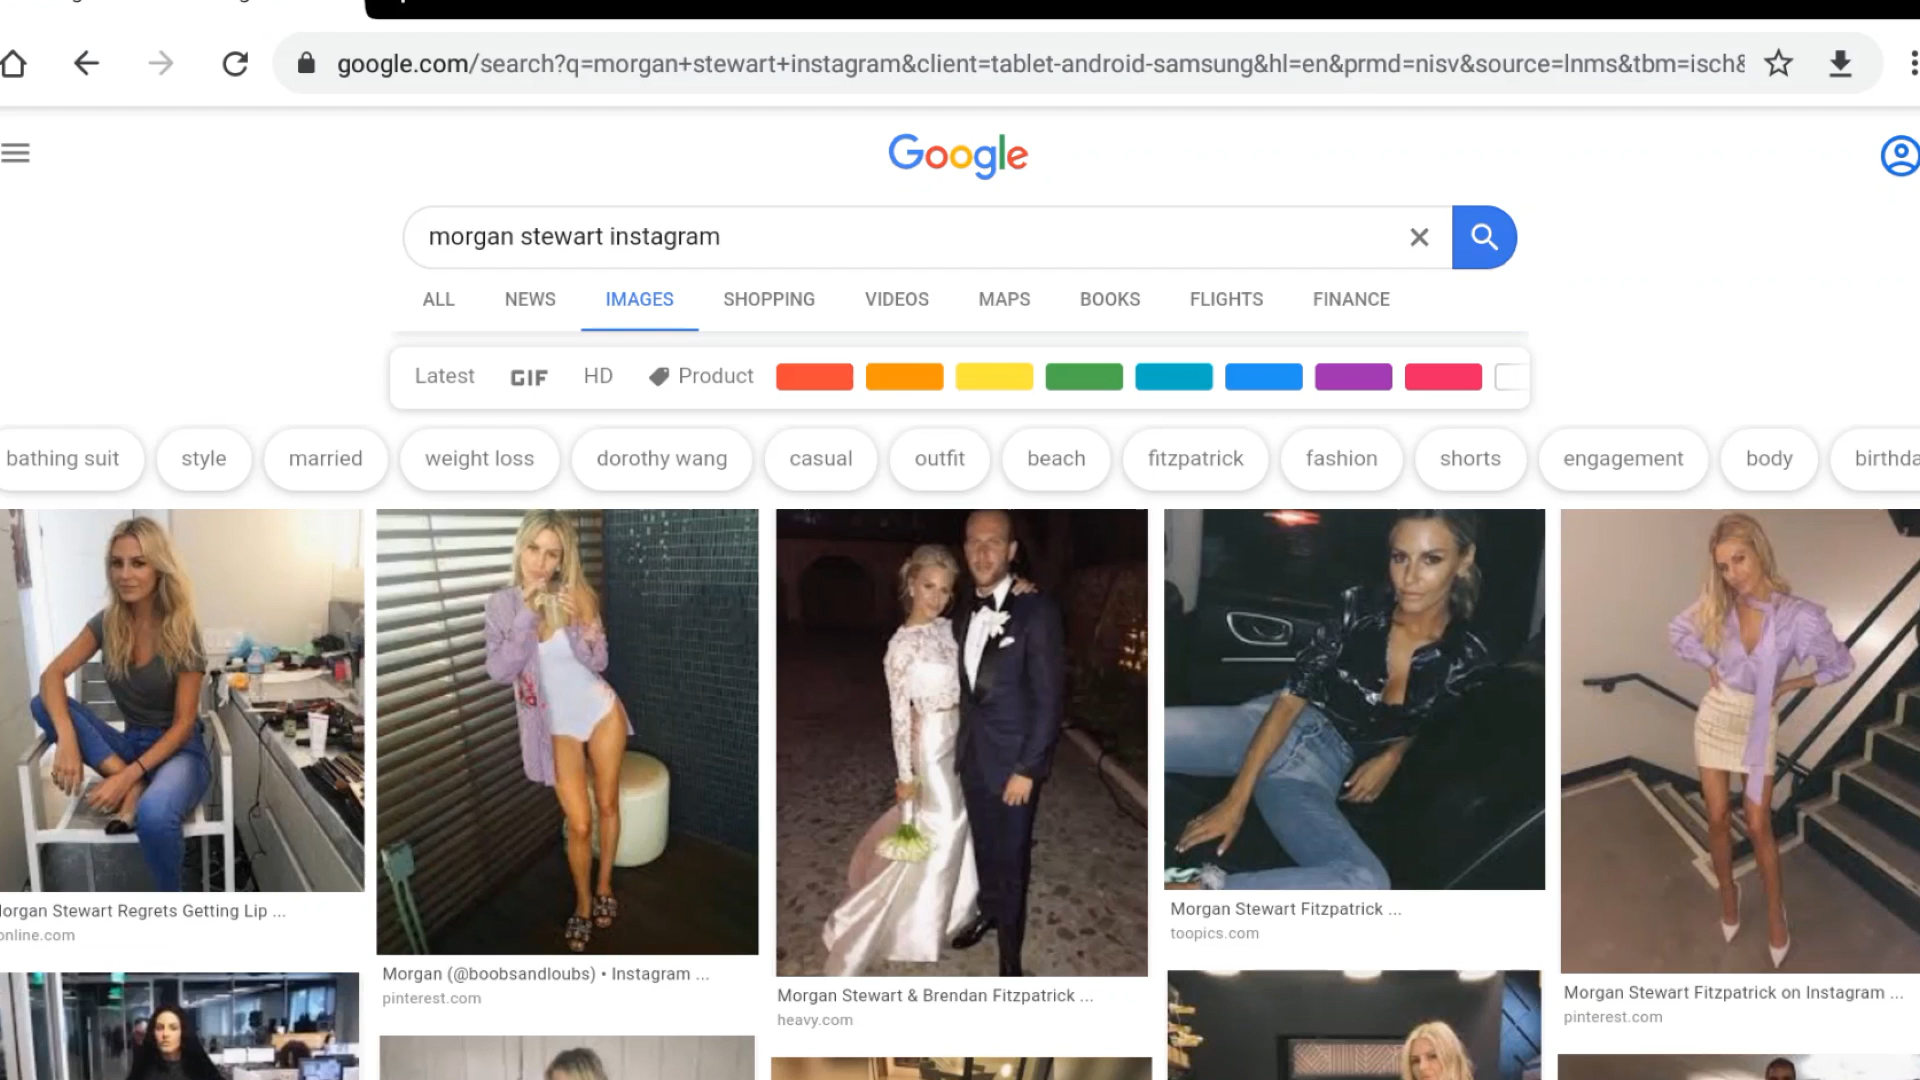 google.com/search?q=morgan+stewart+instagram&client=tablet-android-samsung&hl=en&prmd=nisv&source=lnms&tbm=isch&
Google
morgan stewart instagram
ALL NEWS IMAGES SHOPPING VIDEOS MAPS BOOKS FLIGHTS FINANCE
Latest GIF HD Product
bathing suit style married weight loss dorothy wang casual outfit beach fitzpatrick fashion shorts engagement body birthda
organ Stewart Regrets Getting Lip ...
online.com
Morgan (@boobsandloubs) • Instagram ...
pinterest.com
Morgan Stewart & Brendan Fitzpatrick ...
heavy.com
Morgan Stewart Fitzpatrick ...
toopics.com
Morgan Stewart Fitzpatrick on Instagram ...
pinterest.com